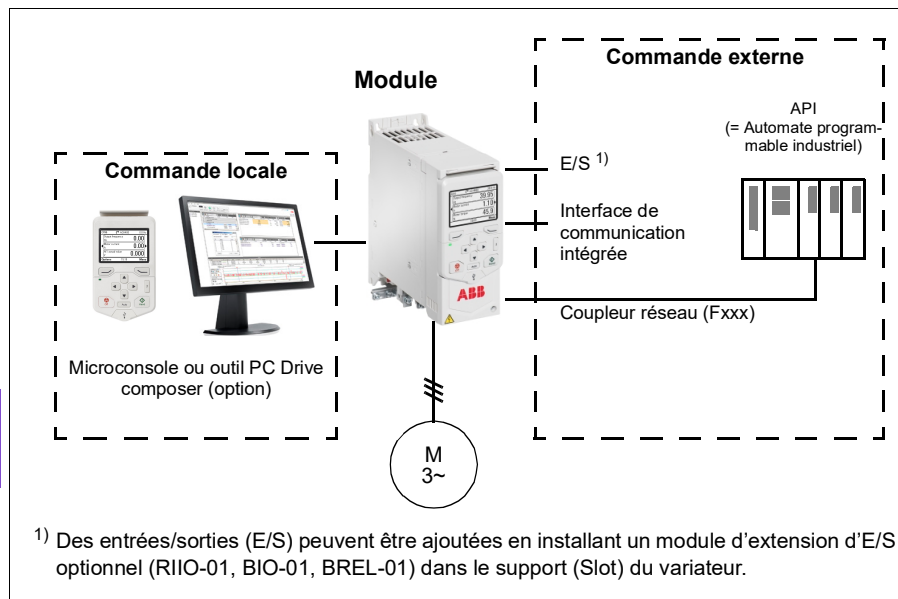 Module
Commande locale
Microconsole ou outil PC Drive
composer (option)
Commande externe
API
(= Automate program-
mable industriel)
E/S 1)
Interface de
communication
intégrée
Coupleur réseau (Fxxx)
ABB
M
3~
1) Des entrées/sorties (E/S) peuvent être ajoutées en installant un module d’extension d’E/S
optionnel (RIIO-01, BIO-01, BREL-01) dans le support (Slot) du variateur.